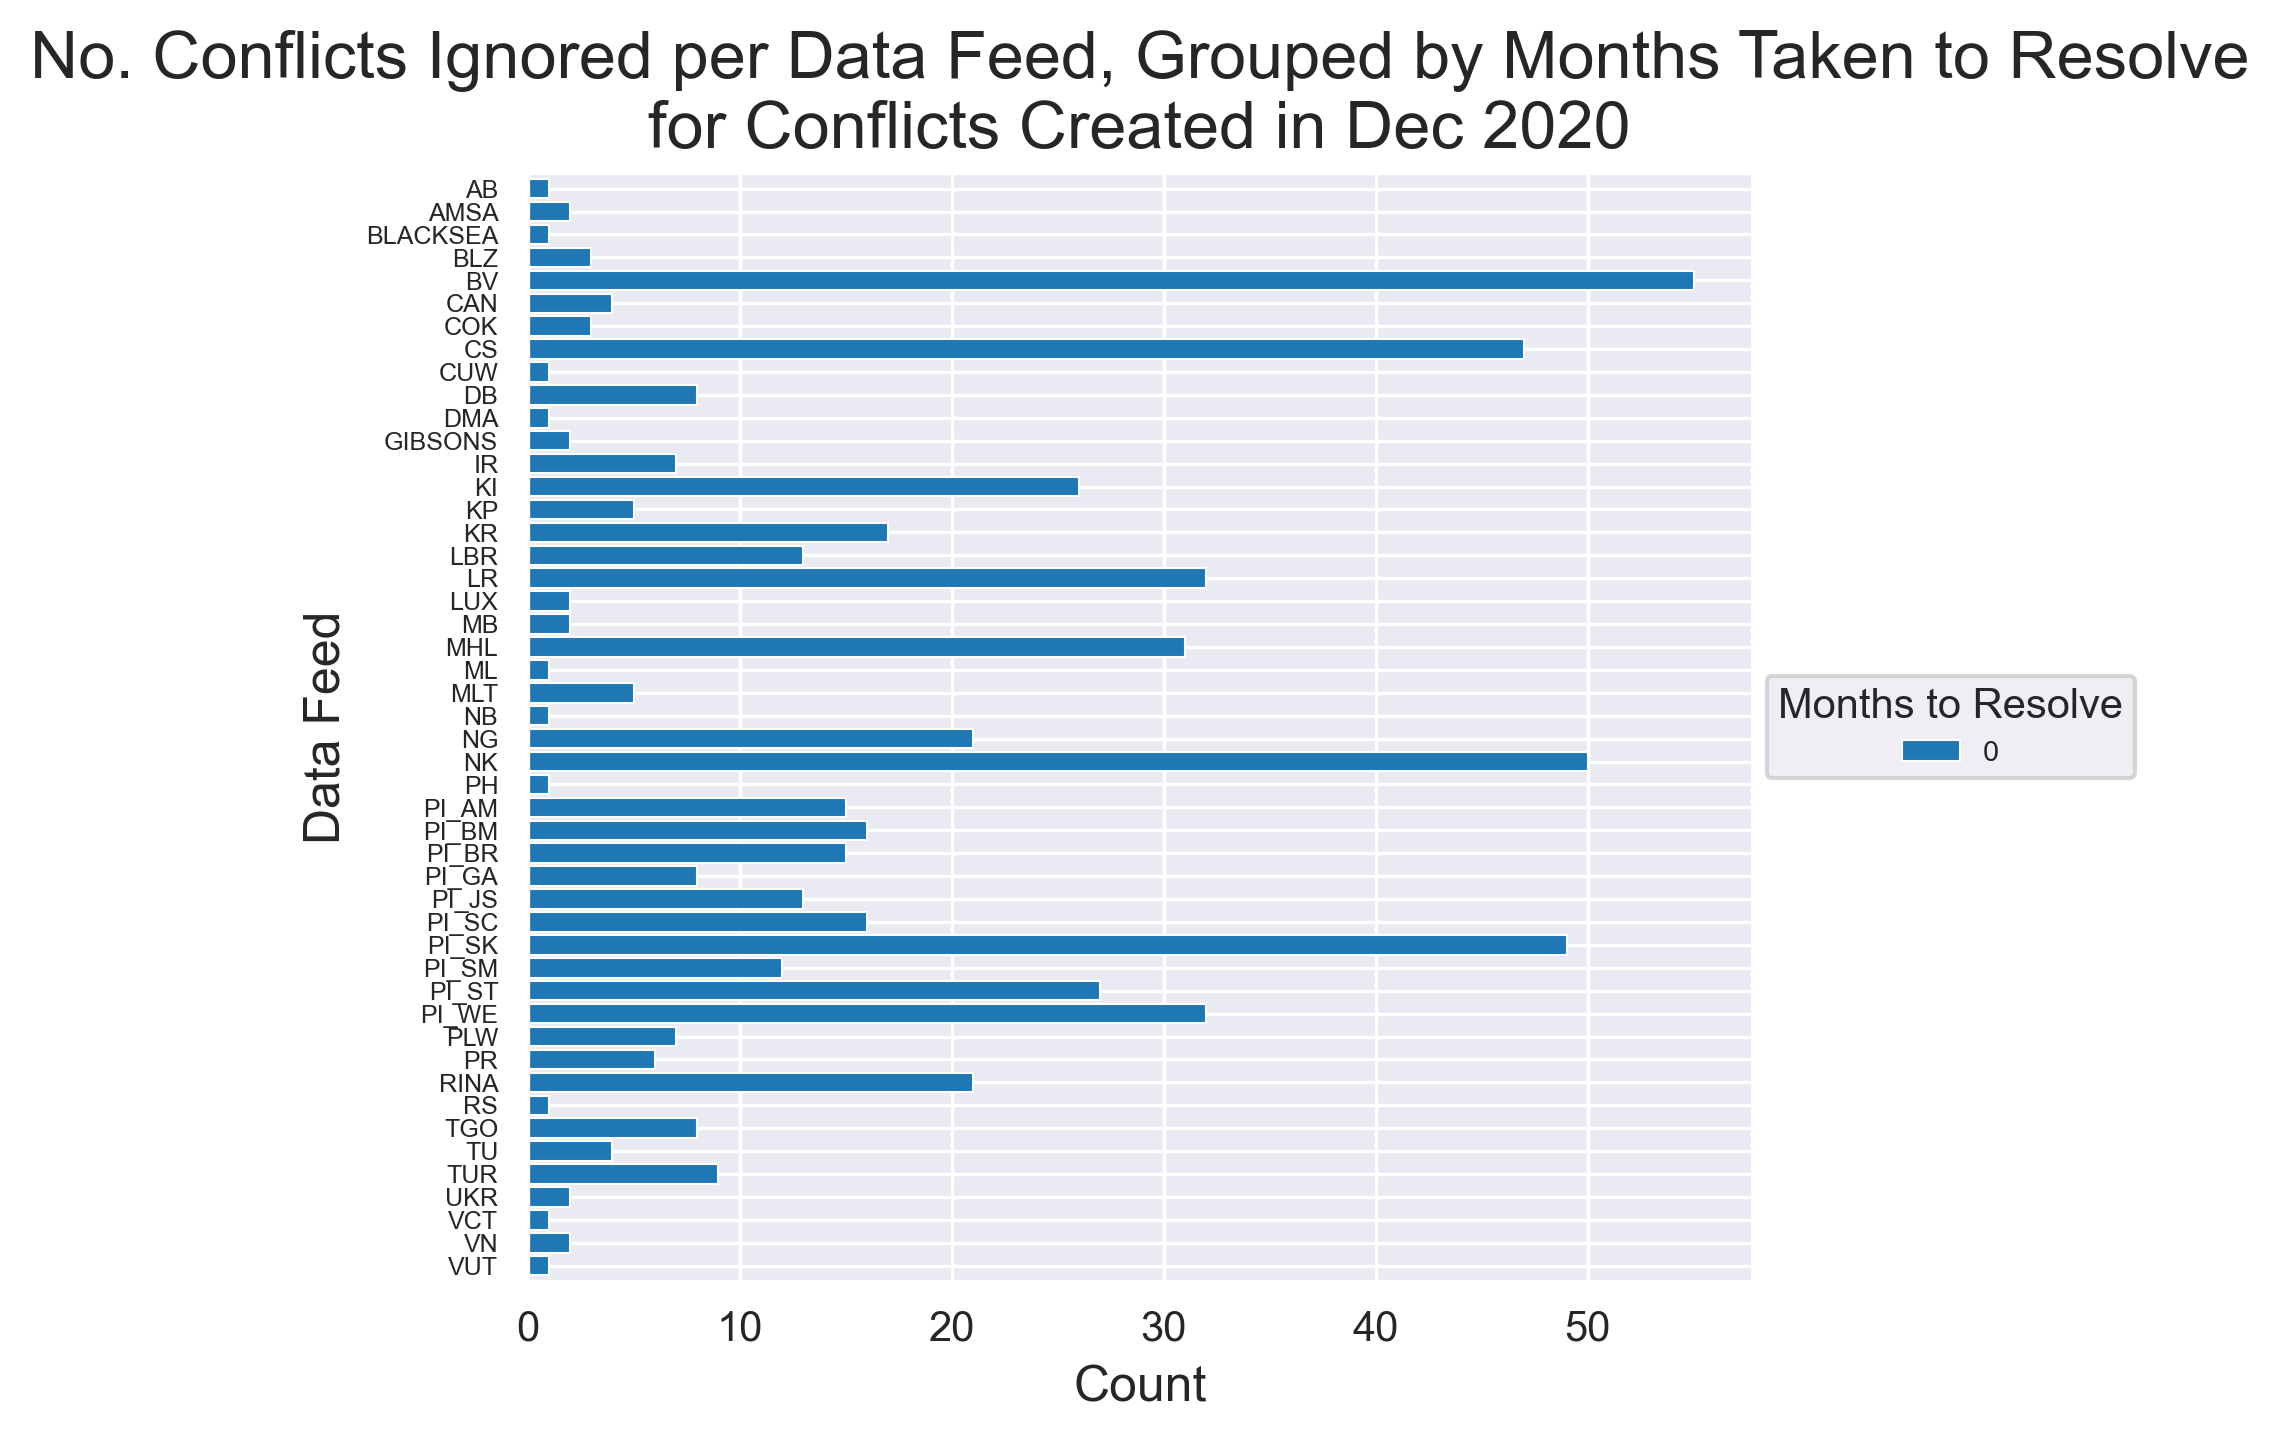 No. Conflicts Ignored per Data Feed, Grouped by Months Taken to Resolve
for Conflicts Created in Dec 2020
AB
AMSA
BLACKSEA
BLZ
BV
CAN
COK
CS
CUW
DB
DMA
GIBSONS
IR
KI
KP
KR
LBR
LR
LUX
MB
MHL
ML
MLT
NB
NG
NK
PH
PI_AM
PI_BM
PI_BR
PI_GA
PI_JS
PI_SC
PI_SK
PI_SM
PI_ST
PI_WE
PLW
PR
RINA
RS
TGO
TU
TUR
UKR
VCT
VN
VUT
Data Feed
0 10 20 30 40 50
Count
Months to Resolve
0